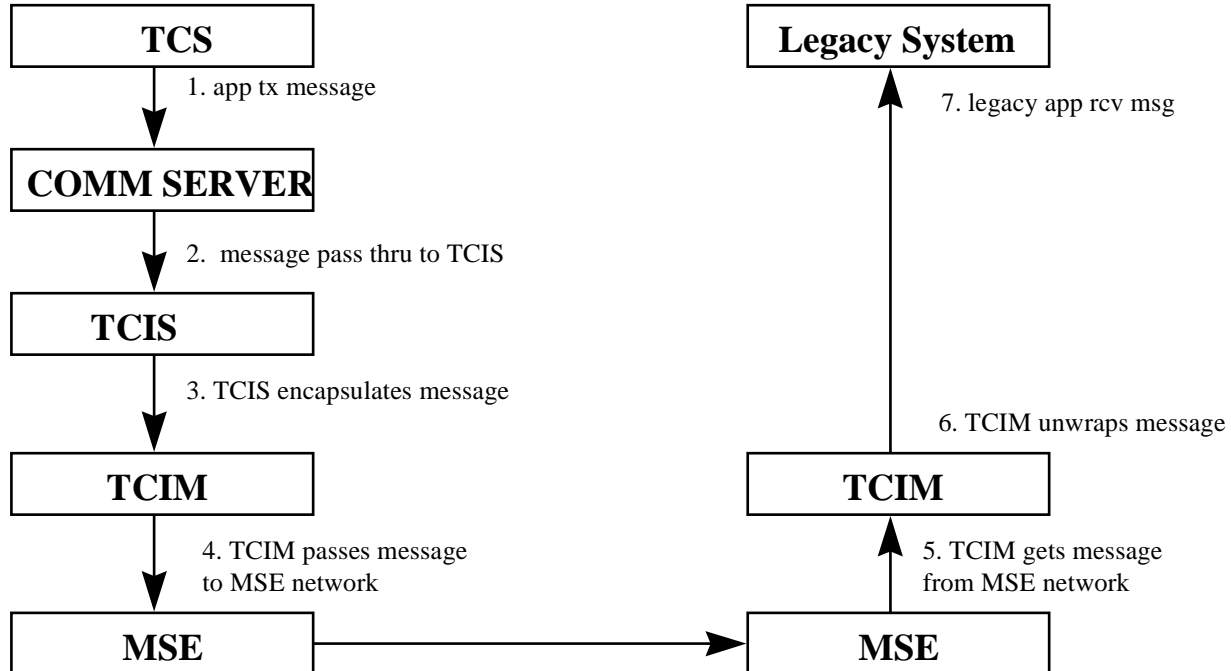 TCS
1. app tx message
COMM SERVER
2. message pass thru to TCIS
TCIS
3. TCIS encapsulates message
TCIM
4. TCIM passes message
to MSE network
MSE
Legacy System
7. legacy app rcv msg
6. TCIM unwraps message
TCIM
5. TCIM gets message
from MSE network
MSE